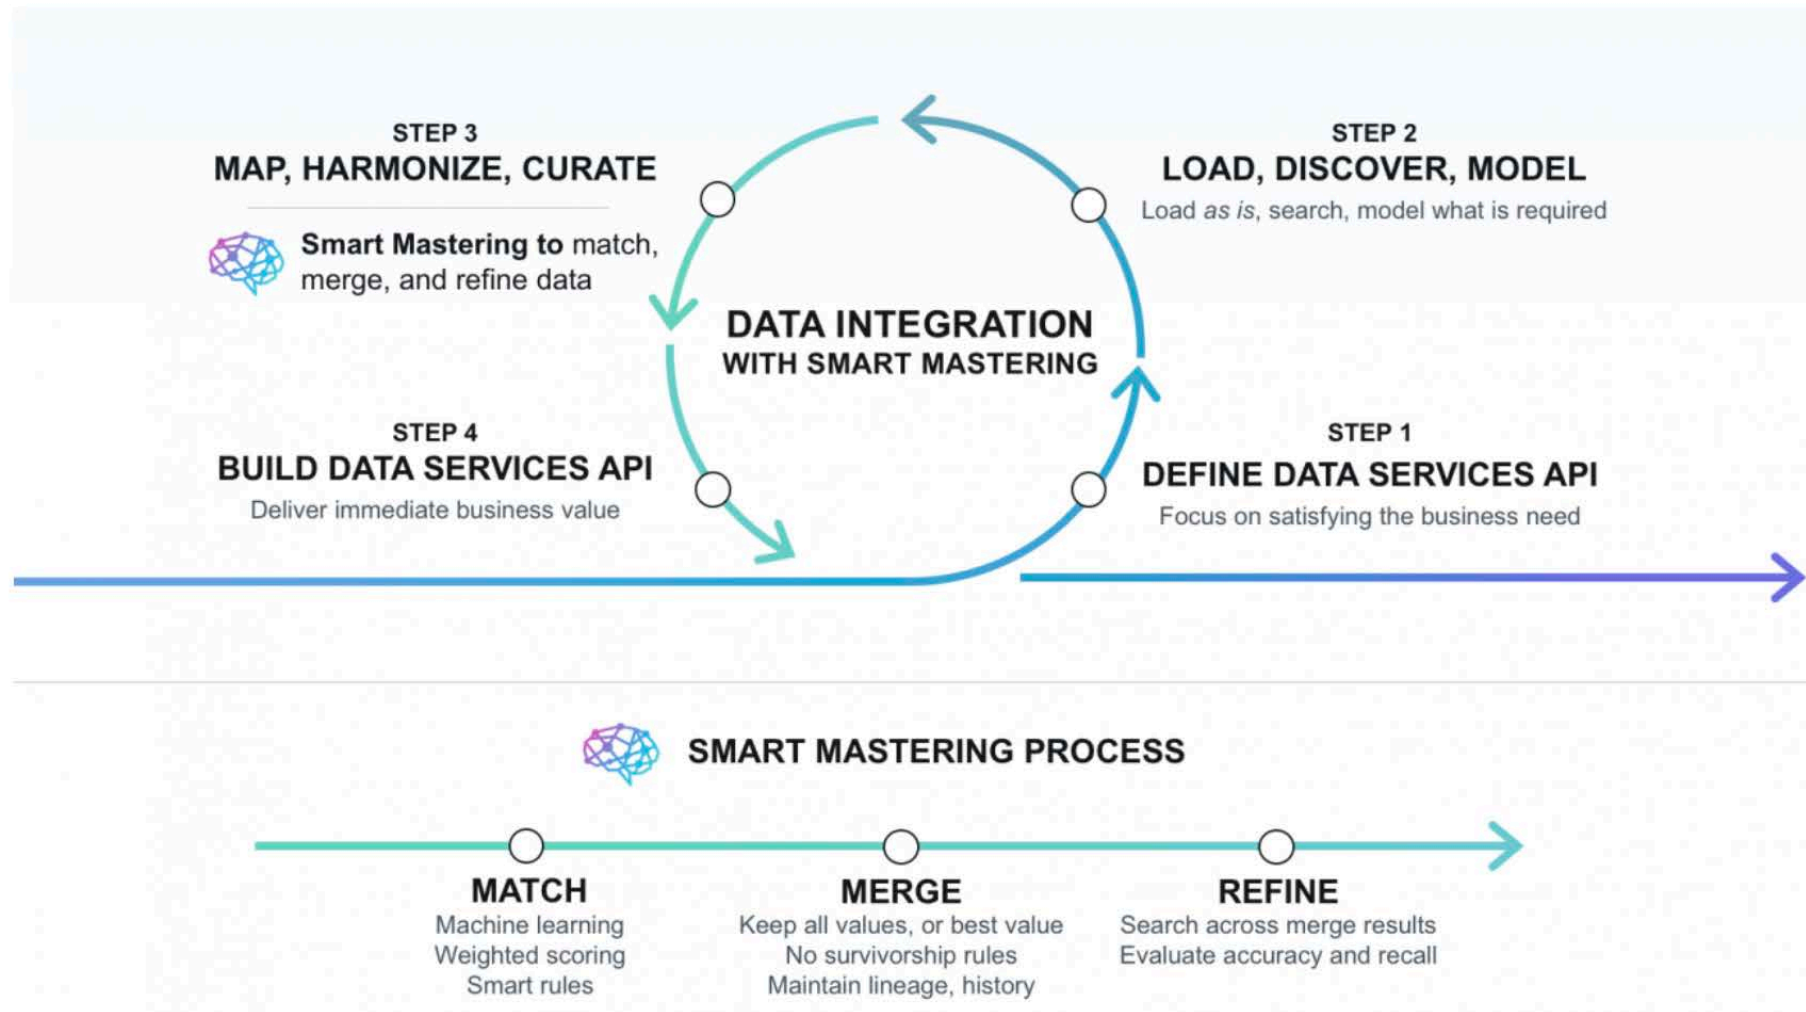 STEP 3
MAP, HARMONIZE, CURATE
Smart Mastering to match,
merge, and refine data
STEP 2
LOAD, DISCOVER, MODEL
Load as is, search, model what is required
DATA INTEGRATION
WITH SMART MASTERING
STEP 4
BUILD DATA SERVICES API
Deliver immediate business value
STEP 1
DEFINE DATA SERVICES API
Focus on satisfying the business need
SMART MASTERING PROCESS
MATCH
Machine learning
Weighted scoring
Smart rules
MERGE
Keep all values, or best value
No survivorship rules
Maintain lineage, history
REFINE
Search across merge results
Evaluate accuracy and recall